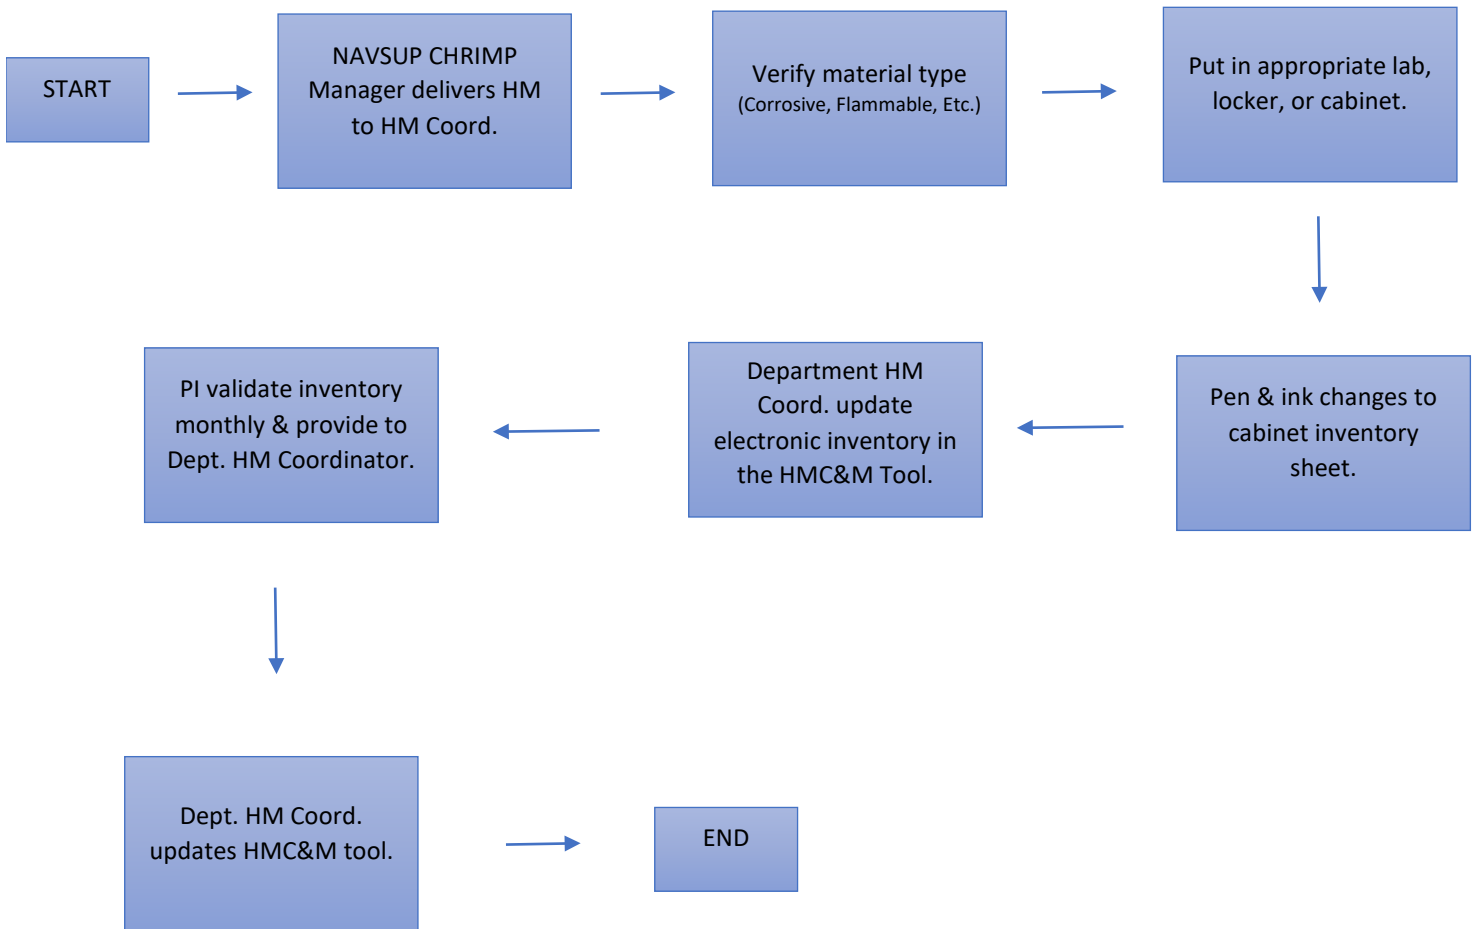 START
NAVSUP CHRIMP
Manager delivers HM
to HM Coord.
Verify material type
(Corrosive, Flammable, Etc.)
Put in appropriate lab,
locker, or cabinet.
Pen & ink changes to
cabinet inventory
sheet.
Department HM
Coord. update
electronic inventory in
the HMC&M Tool.
PI validate inventory
monthly & provide to
Dept. HM Coordinator.
Dept. HM Coord.
updates HMC&M tool.
END